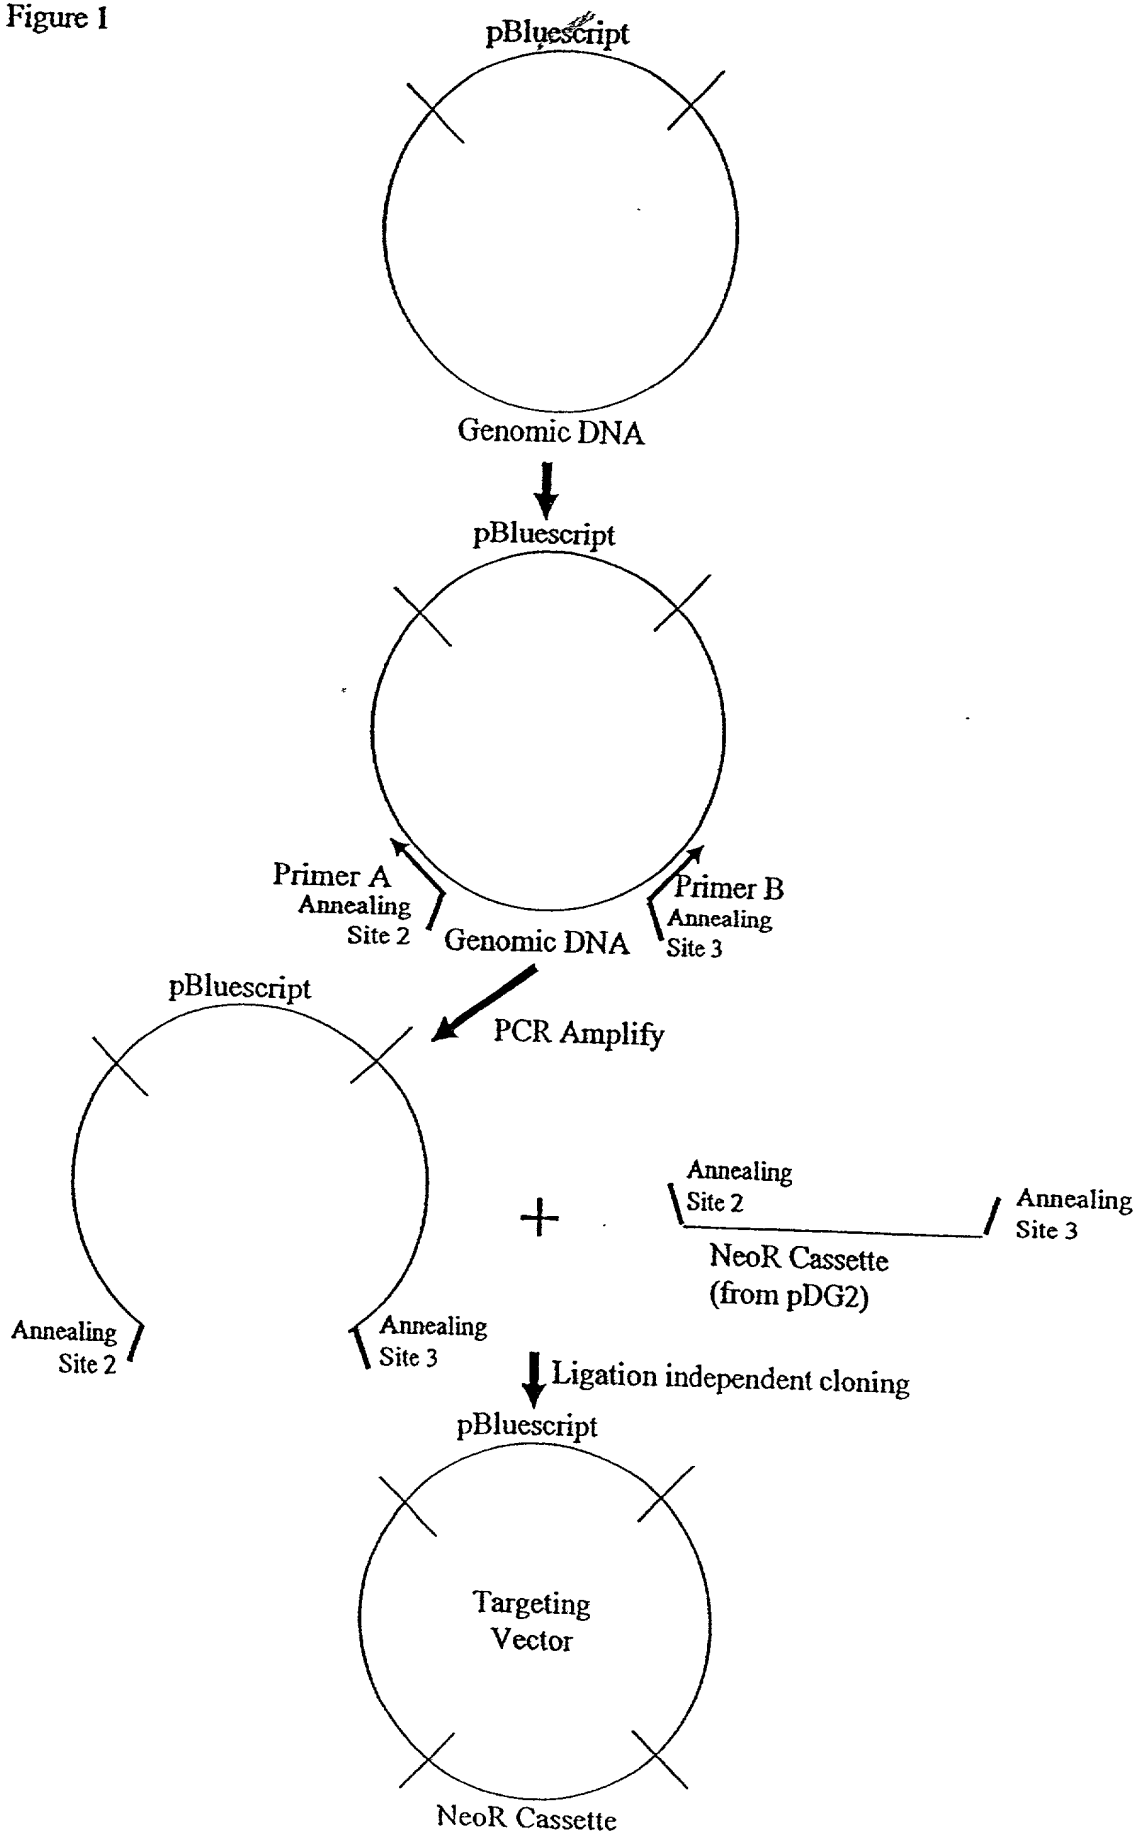 Figure 1
pBluescript
Genomic DNA
pBluescript
Primer A
Annealing
Site 2
Primer B
Annealing
Site 3
Genomic DNA
PCR Amplify
pBluescript
Annealing
Site 2
Annealing
Site 3
+
Annealing
Site 2
Annealing
Site 3
NeoR Cassette
(from pDG2)
Ligation independent cloning
pBluescript
Targeting
Vector
NeoR Cassette